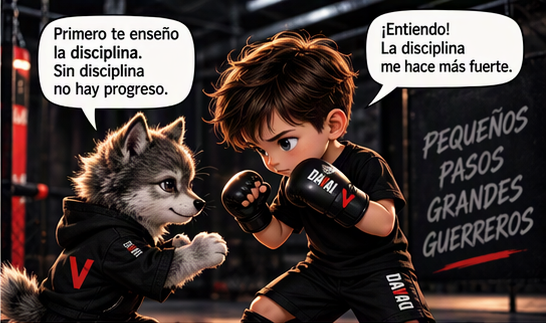 Primero te enseño
la disciplina.
Sin disciplina
no hay progreso.
¡Entiendo!
La disciplina
me hace más fuerte.
PEQUEÑOS
PASOS
GRANDES
GUERREROS
DAVAI
V
V